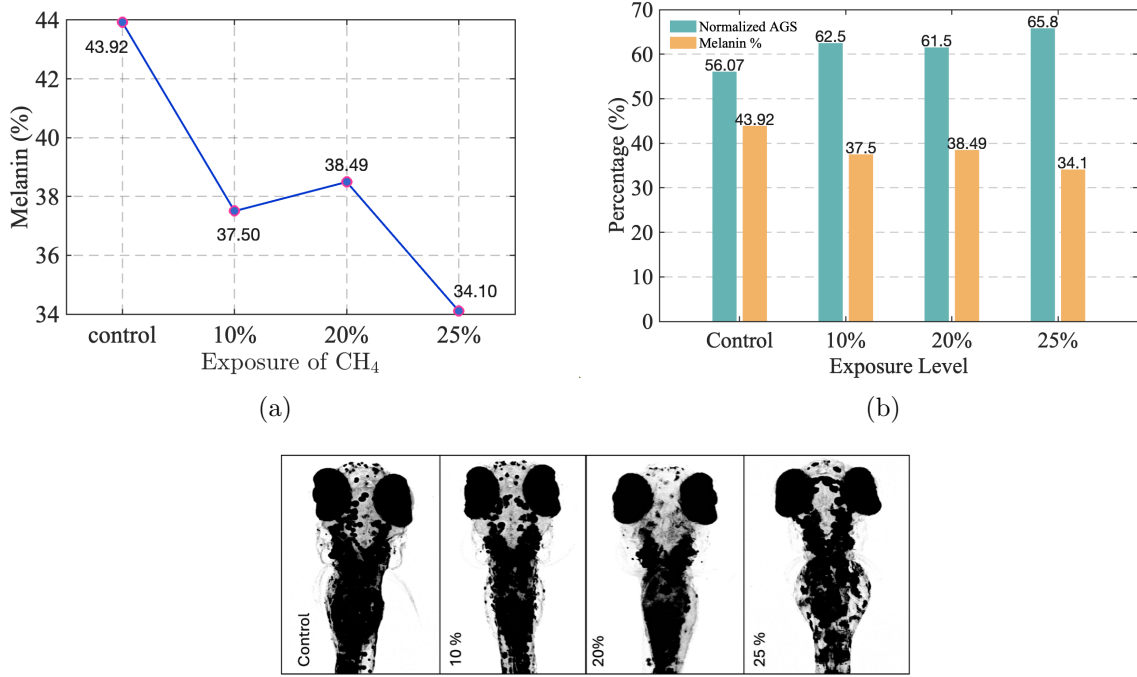 44
42
40
38
36
34
Melanin (%)
43.92
37.50
38.49
34.10
control 10% 20% 25%
Exposure of CH4
(a)
70
60
50
40
30
20
10
0
Percentage (%)
Normalized AGS
Melanin %
56.07
43.92
62.5
37.5
61.5
38.49
65.8
34.1
Control 10% 20% 25%
Exposure Level
(b)
Control
10 %
20%
25 %